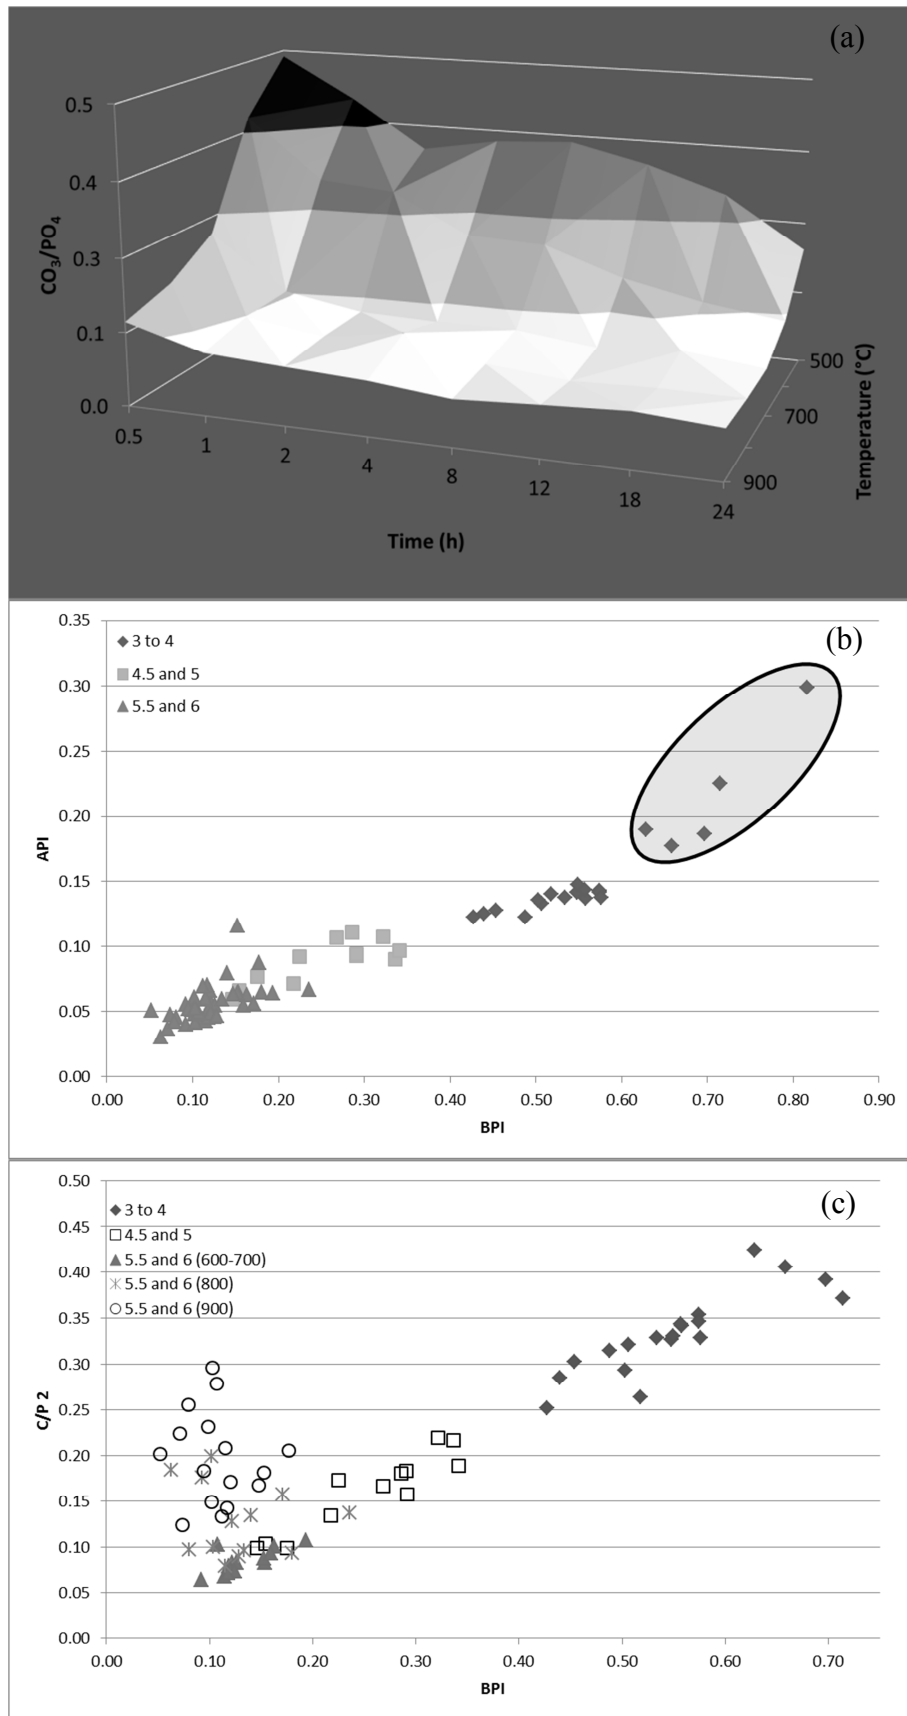 (a)
0.5
0.4
0.3
0.1
0.0
CO3/PO4
0.5
1
2
4
8
12
18
24
Time (h)
500
700
900
Temperature (°C)
(b)
0.35
0.30
0.25
0.20
0.15
0.10
0.05
0.00
API
3 to 4
4.5 and 5
5.5 and 6
0.00 0.10 0.20 0.30 0.40 0.50 0.60 0.70 0.80 0.90
BPI
(c)
0.50
0.45
0.40
0.35
0.30
0.25
0.20
0.15
0.10
0.05
0.00
C/P 2
3 to 4
4.5 and 5
5.5 and 6 (600-700)
5.5 and 6 (800)
5.5 and 6 (900)
0.00 0.10 0.20 0.30 0.40 0.50 0.60 0.70
BPI